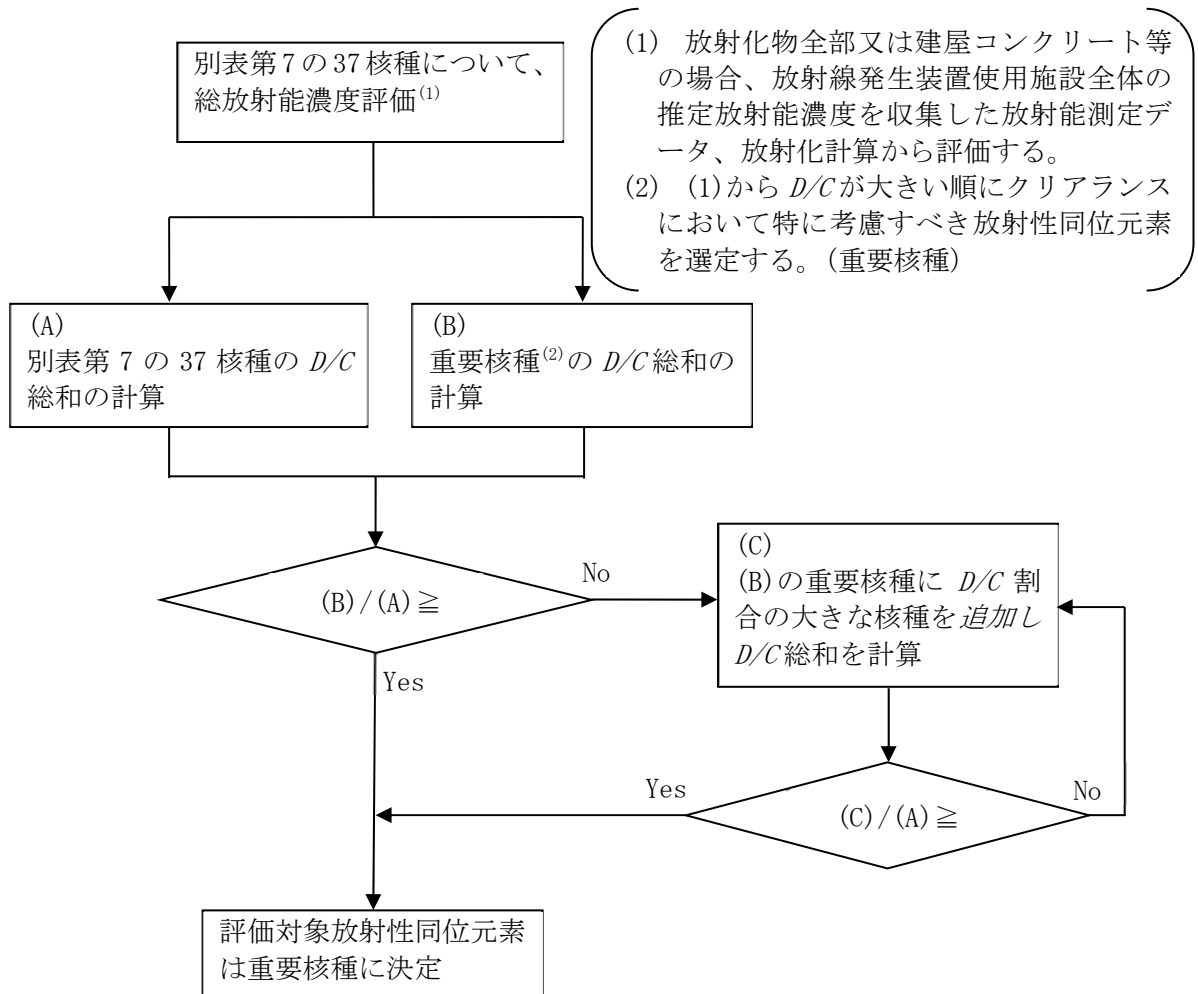 別表第7の37核種について、
総放射能濃度評価(1)
(1) 放射化物全部又は建屋コンクリート等
の場合、放射線発生装置使用施設全体の
推定放射能濃度を収集した放射能測定デ
ータ、放射化計算から評価する。
(2) (1)から D/C が大きい順にクリアランス
において特に考慮すべき放射性同位元素
を選定する。(重要核種)
(A)
別表第 7 の 37 核種の D/C
総和の計算
(B)
重要核種(2)の D/C 総和の
計算
(B)/(A)≧
No
Yes
(C)
(B)の重要核種に D/C 割
合の大きな核種を追加し
D/C 総和を計算
(C)/(A)≧
Yes
No
評価対象放射性同位元素
は重要核種に決定